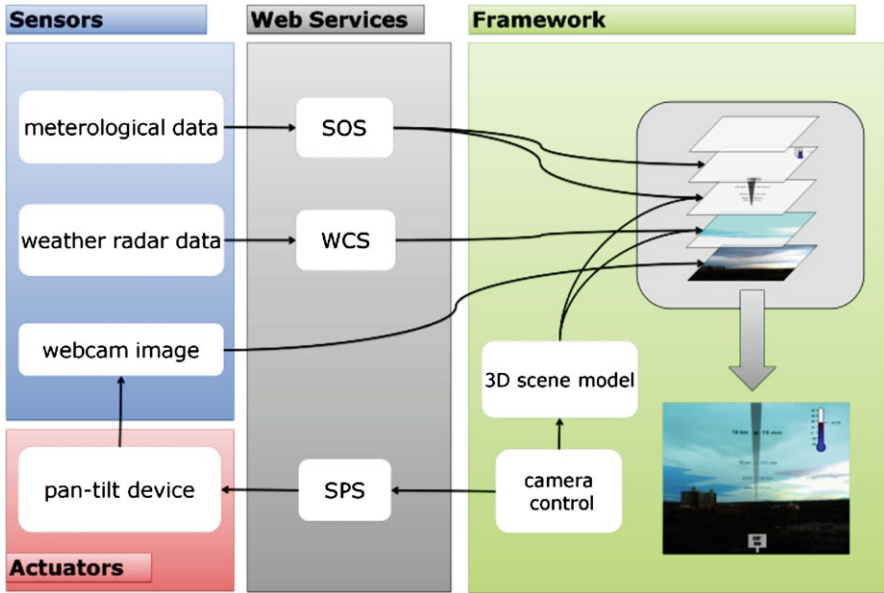 Sensors
Web Services
Framework
meterological data
SOS
weather radar data
WCS
webcam image
3D scene model
pan-tilt device
SPS
camera
control
Actuators